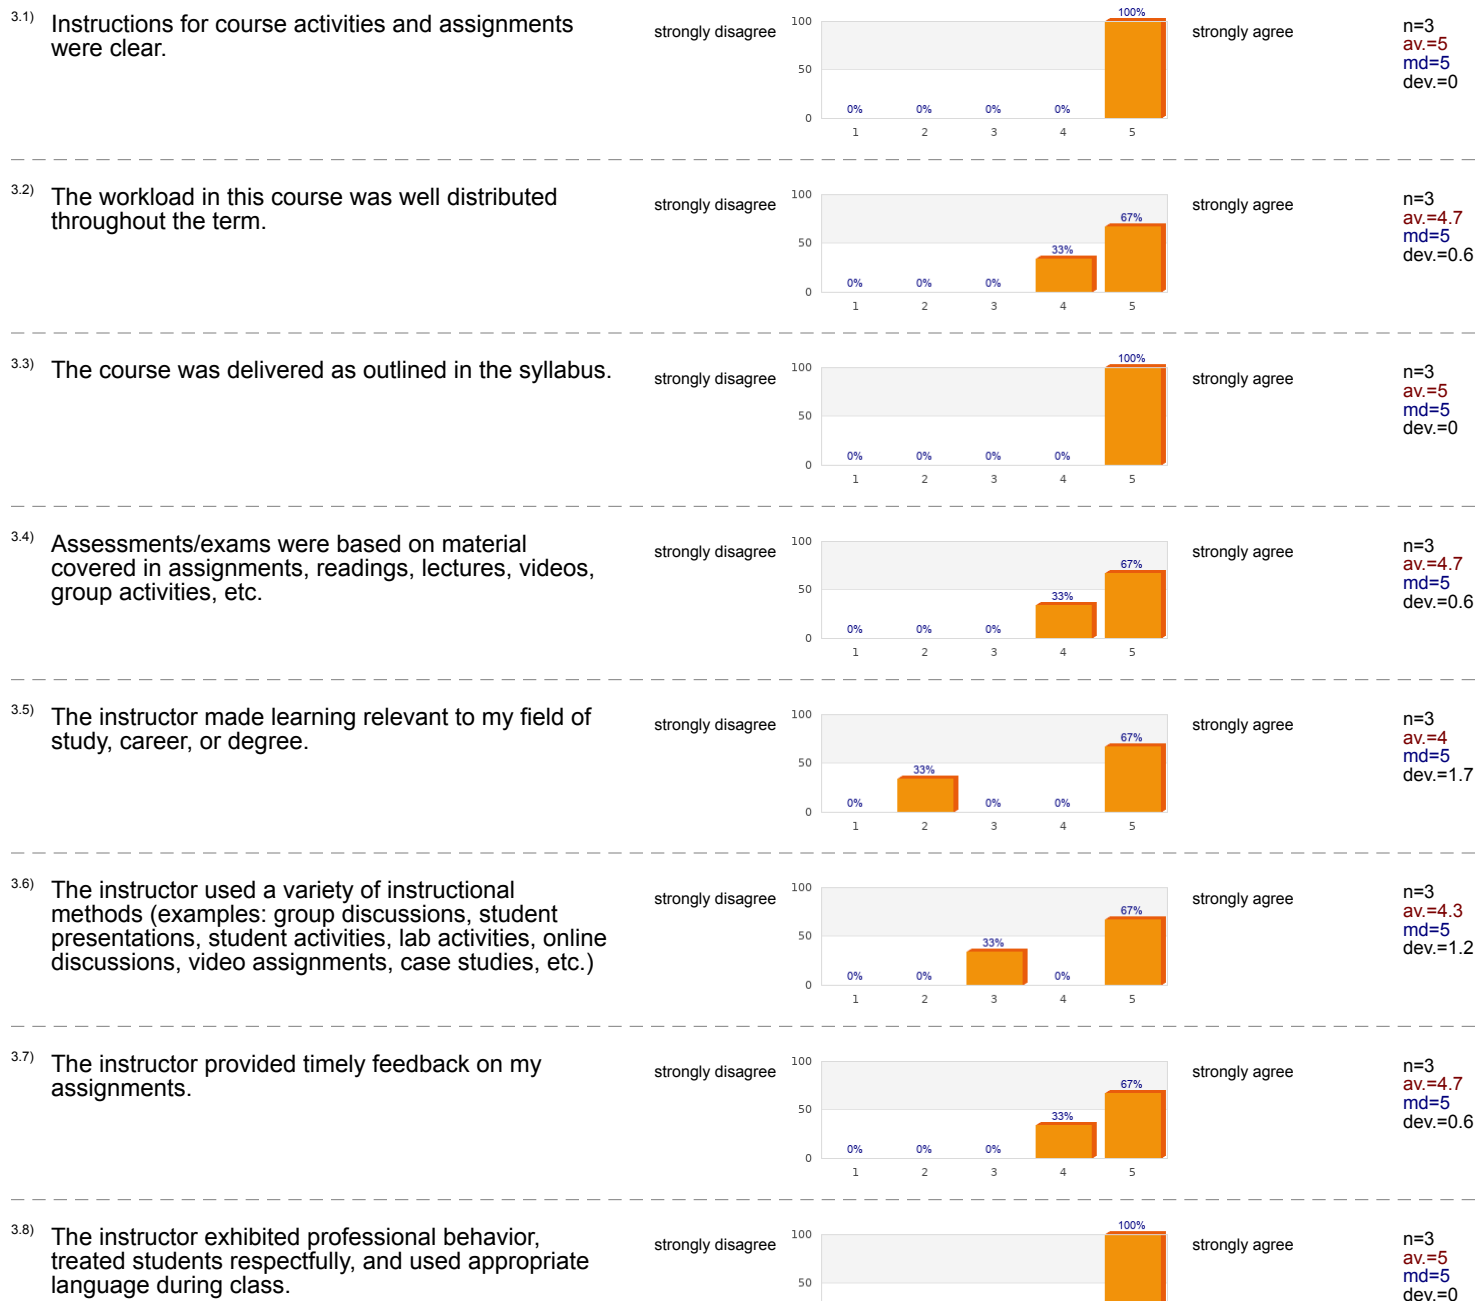 3.1) Instructions for course activities and assignments
were clear.
strongly disagree
100
50
0
0%
0%
0%
0%
100%
1
2
3
4
5
strongly agree
n=3
av.=5
md=5
dev.=0
3.2) The workload in this course was well distributed
throughout the term.
strongly disagree
100
50
0
0%
0%
0%
33%
67%
1
2
3
4
5
strongly agree
n=3
av.=4.7
md=5
dev.=0.6
3.3) The course was delivered as outlined in the syllabus.
strongly disagree
100
50
0
0%
0%
0%
0%
100%
1
2
3
4
5
strongly agree
n=3
av.=5
md=5
dev.=0
3.4) Assessments/exams were based on material
covered in assignments, readings, lectures, videos,
group activities, etc.
strongly disagree
100
50
0
0%
0%
0%
33%
67%
1
2
3
4
5
strongly agree
n=3
av.=4.7
md=5
dev.=0.6
3.5) The instructor made learning relevant to my field of
study, career, or degree.
strongly disagree
100
50
0
0%
33%
0%
0%
67%
1
2
3
4
5
strongly agree
n=3
av.=4
md=5
dev.=1.7
3.6) The instructor used a variety of instructional
methods (examples: group discussions, student
presentations, student activities, lab activities, online
discussions, video assignments, case studies, etc.)
strongly disagree
100
50
0
0%
0%
33%
0%
67%
1
2
3
4
5
strongly agree
n=3
av.=4.3
md=5
dev.=1.2
3.7) The instructor provided timely feedback on my
assignments.
strongly disagree
100
50
0
0%
0%
0%
33%
67%
1
2
3
4
5
strongly agree
n=3
av.=4.7
md=5
dev.=0.6
3.8) The instructor exhibited professional behavior,
treated students respectfully, and used appropriate
language during class.
strongly disagree
100
50
100%
strongly agree
n=3
av.=5
md=5
dev.=0